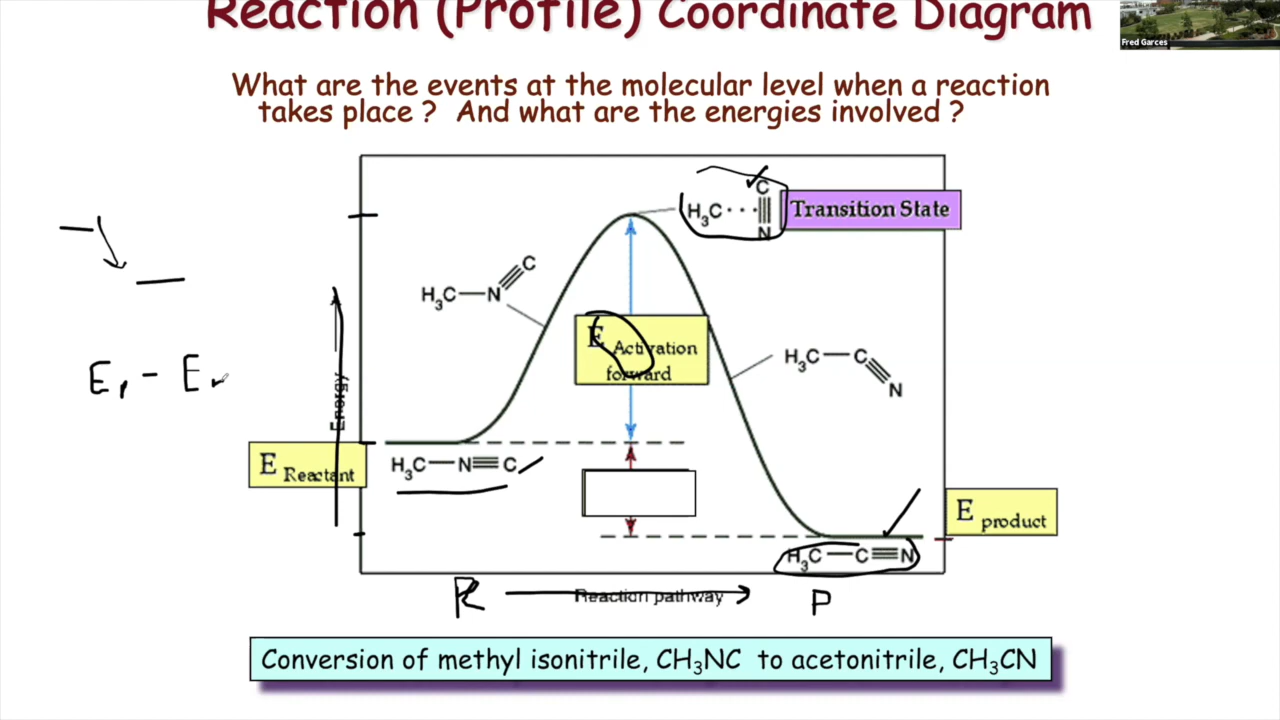 Reaction (Profile) Coordinate Diagram
Fred Garces
What are the events at the molecular level when a reaction
takes place ? And what are the energies involved ?
H₃C···C≡N
Transition State
H₃C—N≡C
E Activation
forward
H₃C—C≡N
Ep - Er
Energy
E Reactant
H₃C—N≡C
E product
H₃C—C≡N
R
Reaction pathway
P
Conversion of methyl isonitrile, CH₃NC to acetonitrile, CH₃CN